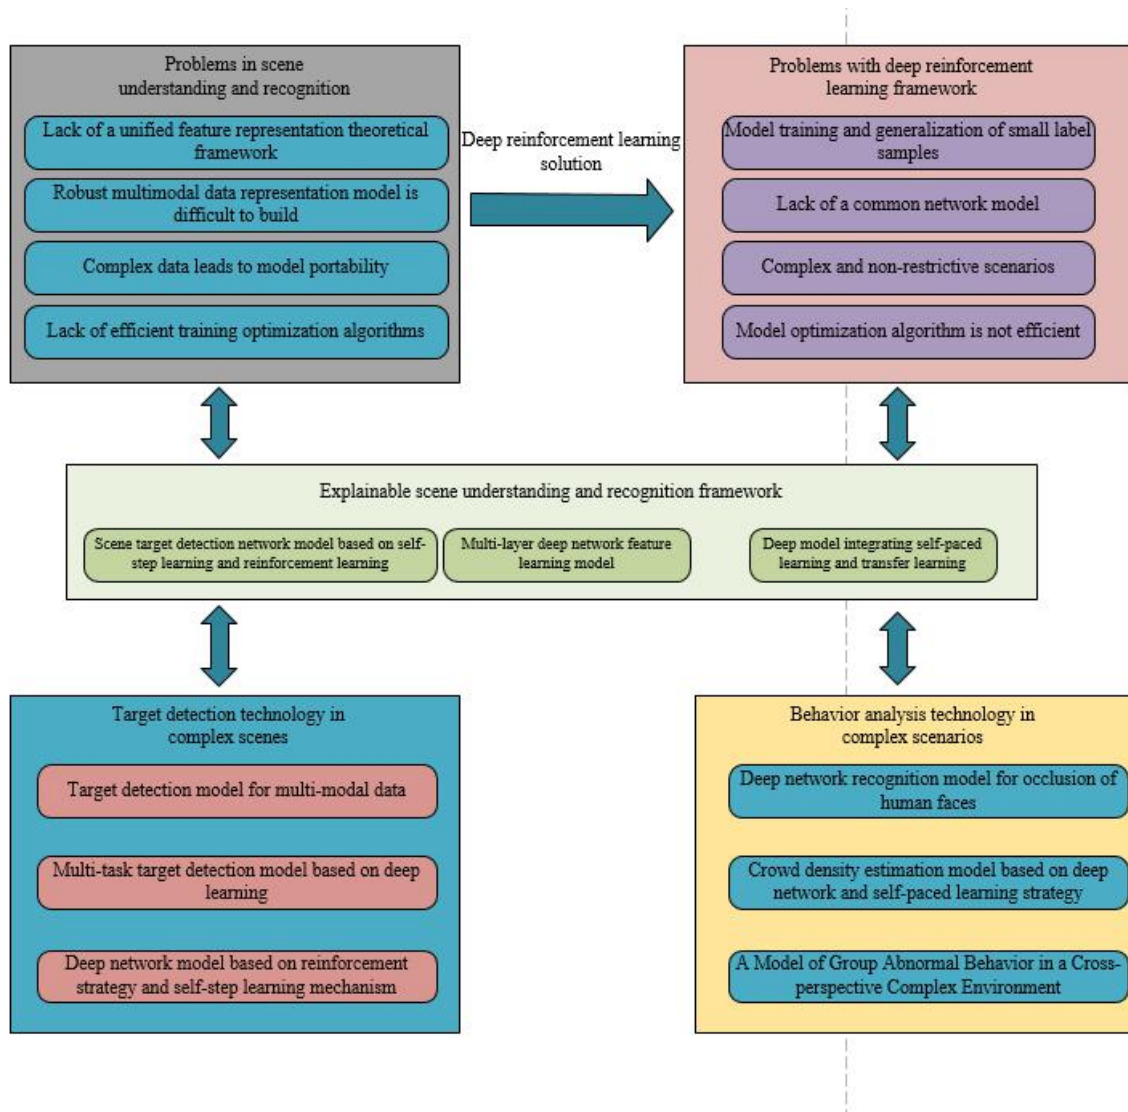 Problems in scene
understanding and recognition
Lack of a unified feature representation theoretical
framework
Robust multimodal data representation model is
difficult to build
Complex data leads to model portability
Lack of efficient training optimization algorithms
Deep reinforcement learning
solution
Problems with deep reinforcement
learning framework
Model training and generalization of small label
samples
Lack of a common network model
Complex and non-restrictive scenarios
Model optimization algorithm is not efficient
Explainable scene understanding and recognition framework
Scene target detection network model based on self-
step learning and reinforcement learning
Multi-layer deep network feature
learning model
Deep model integrating self-paced
learning and transfer learning
Target detection technology in
complex scenes
Target detection model for multi-modal data
Multi-task target detection model based on deep
learning
Deep network model based on reinforcement
strategy and self-step learning mechanism
Behavior analysis technology in
complex scenarios
Deep network recognition model for occlusion of
human faces
Crowd density estimation model based on deep
network and self-paced learning strategy
A Model of Group Abnormal Behavior in a Cross-
perspective Complex Environment